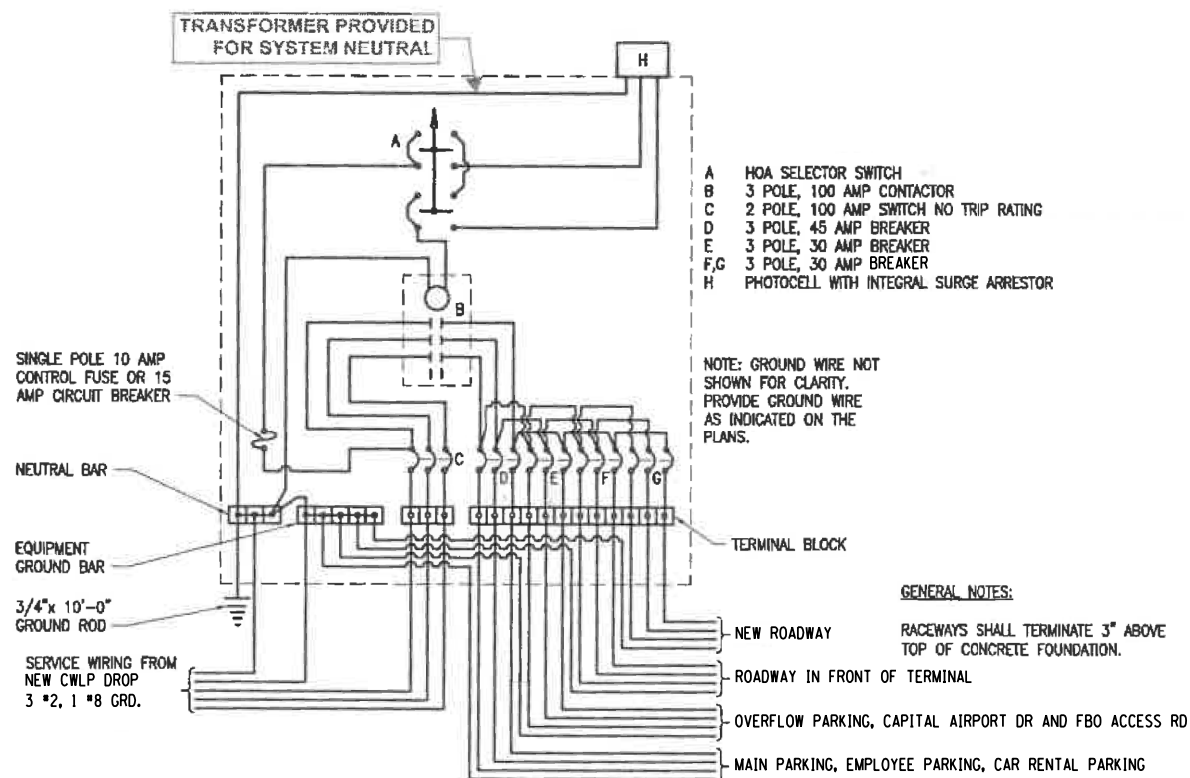 TRANSFORMER PROVIDED
FOR SYSTEM NEUTRAL
H
A
A HOA SELECTOR SWITCH
B 3 POLE, 100 AMP CONTACTOR
C 2 POLE, 100 AMP SWITCH NO TRIP RATING
D 3 POLE, 45 AMP BREAKER
E 3 POLE, 30 AMP BREAKER
F,G 3 POLE, 30 AMP BREAKER
H PHOTOCELL WITH INTEGRAL SURGE ARRESTOR
B
SINGLE POLE 10 AMP
CONTROL FUSE OR 15
AMP CIRCUIT BREAKER
NOTE: GROUND WIRE NOT
SHOWN FOR CLARITY.
PROVIDE GROUND WIRE
AS INDICATED ON THE
PLANS.
C
D
E
F
G
NEUTRAL BAR
EQUIPMENT
GROUND BAR
TERMINAL BLOCK
3/4"x 10'-0"
GROUND ROD
GENERAL NOTES:
RACEWAYS SHALL TERMINATE 3" ABOVE
TOP OF CONCRETE FOUNDATION.
SERVICE WIRING FROM
NEW CWLP DROP
3 #2, 1 #8 GRD.
NEW ROADWAY
ROADWAY IN FRONT OF TERMINAL
OVERFLOW PARKING, CAPITAL AIRPORT DR AND FBO ACCESS RD
MAIN PARKING, EMPLOYEE PARKING, CAR RENTAL PARKING